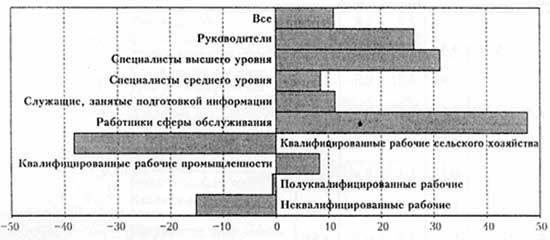 Все
Руководители
Специалисты высшего уровня
Специалисты среднего уровня
Служащие, занятые подготовкой информации
Работники сферы обслуживания
Квалифицированные рабочие сельского хозяйства
Квалифицированные рабочие промышленности
Полуквалифицированные рабочие
Неквалифицированные рабочие
−50 −40 −30 −20 −10 0 10 20 30 40 50